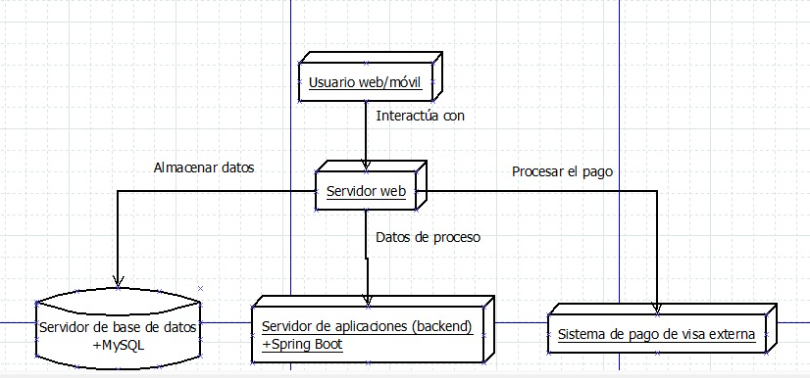 Usuario web/móvil
Interactúa con
Almacenar datos
Procesar el pago
Servidor web
Datos de proceso
Servidor de base de datos
+MySQL
Servidor de aplicaciones (backend)
+Spring Boot
Sistema de pago de visa externa